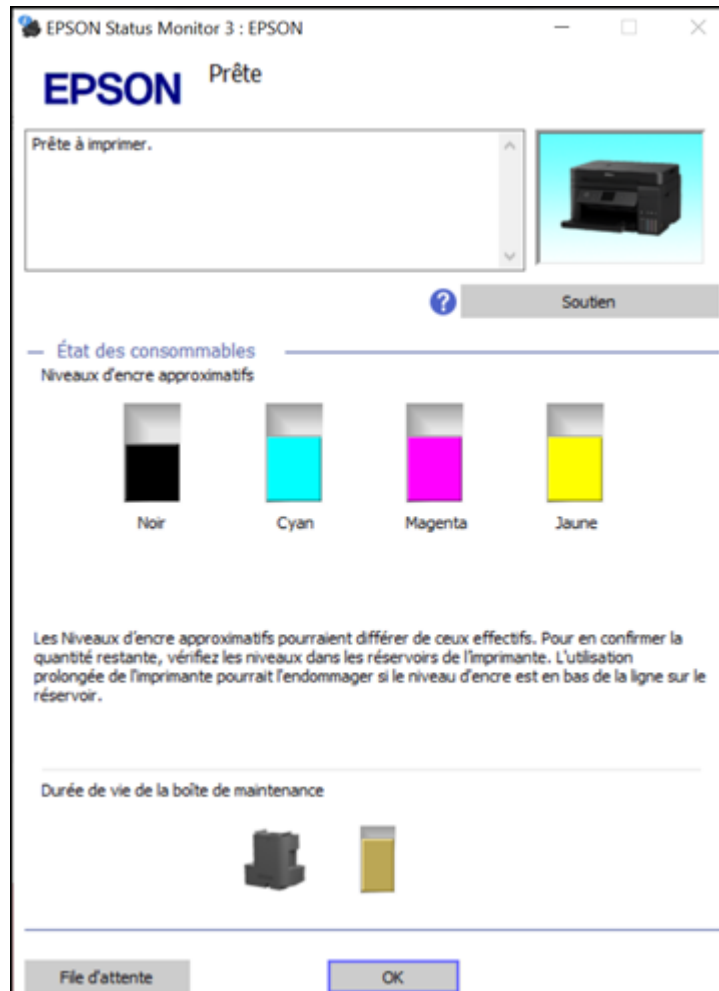 EPSON Status Monitor 3 : EPSON
EPSON
Prête
Prête à imprimer.
Soutien
État des consommables
Niveaux d'encre approximatifs
Noir
Cyan
Magenta
Jaune
Les Niveaux d'encre approximatifs pourraient différer de ceux effectifs. Pour en confirmer la
quantité restante, vérifiez les niveaux dans les réservoirs de l'imprimante. L'utilisation
prolongée de l'imprimante pourrait l'endommager si le niveau d'encre est en bas de la ligne sur le
réservoir.
Durée de vie de la boîte de maintenance
File d'attente
OK